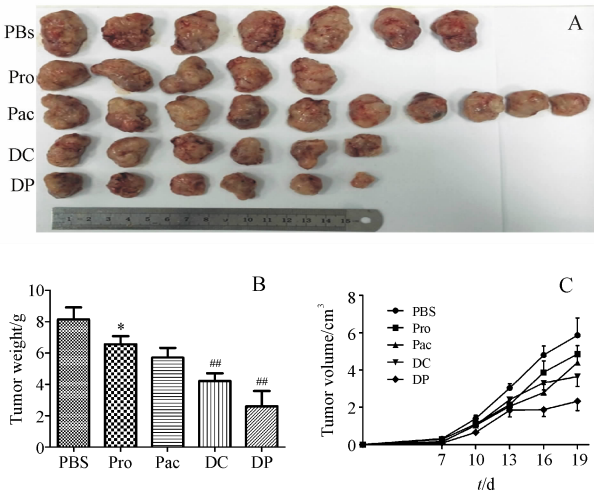 A
PBs
Pro
Pac
DC
DP
1 2 3 4 5 6 7 8 10 11 12 13 14 15
B
Tumor weight/g
10
8
6
4
2
0
*
##
##
PBS Pro Pac DC DP
C
Tumor volume/cm³
8
6
4
2
0
PBS
Pro
Pac
DC
DP
7 10 13 16 19
t/d